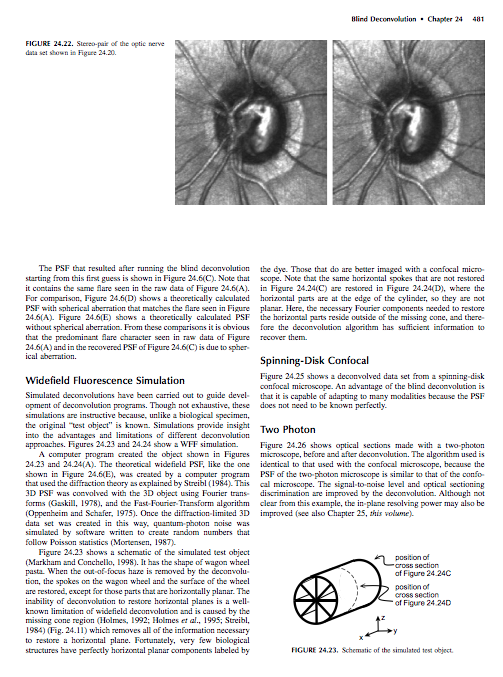 Blind Deconvolution • Chapter 24 481
FIGURE 24.22. Stereo-pair of the optic nerve
data set shown in Figure 24.20.
The PSF that resulted after running the blind deconvolution
starting from this first guess is shown in Figure 24.6(C). Note that
it contains the same flare seen in the raw data of Figure 24.6(A).
For comparison, Figure 24.6(D) shows a theoretically calculated
PSF with spherical aberration that matches the flare seen in Figure
24.6(A). Figure 24.6(E) shows a theoretically calculated PSF
without spherical aberration. From these comparisons it is obvious
that the predominant flare character seen in raw data of Figure
24.6(A) and in the recovered PSF of Figure 24.6(C) is due to spher-
ical aberration.
Widefield Fluorescence Simulation
Simulated deconvolutions have been carried out to guide devel-
opment of deconvolution programs. Though not exhaustive, these
simulations are instructive because, unlike a biological specimen,
the original “test object” is known. Simulations provide insight
into the advantages and limitations of different deconvolution
approaches. Figures 24.23 and 24.24 show a WFF simulation.
A computer program created the object shown in Figures
24.23 and 24.24(A). The theoretical widefield PSF, like the one
shown in Figure 24.6(E), was created by a computer program
that used the diffraction theory as explained by Streibl (1984). This
3D PSF was convolved with the 3D object using Fourier trans-
forms (Gaskill, 1978), and the Fast-Fourier-Transform algorithm
(Oppenheim and Schafer, 1975). Once the diffraction-limited 3D
data set was created in this way, quantum-photon noise was
simulated by software written to create random numbers that
follow Poisson statistics (Mortensen, 1987).
Figure 24.23 shows a schematic of the simulated test object
(Markham and Conchello, 1998). It has the shape of wagon wheel
pasta. When the out-of-focus haze is removed by the deconvolu-
tion, the spokes on the wagon wheel and the surface of the wheel
are restored, except for those parts that are horizontally planar. The
inability of deconvolution to restore horizontal planes is a well-
known limitation of widefield deconvolution and is caused by the
missing cone region (Holmes, 1992; Holmes et al., 1995; Streibl,
1984) (Fig. 24.11) which removes all of the information necessary
to restore a horizontal plane. Fortunately, very few biological
structures have perfectly horizontal planar components labeled by
the dye. Those that do are better imaged with a confocal micro-
scope. Note that the same horizontal spokes that are not restored
in Figure 24.24(C) are restored in Figure 24.24(D), where the
horizontal parts are at the edge of the cylinder, so they are not
planar. Here, the necessary Fourier components needed to restore
the horizontal parts reside outside of the missing cone, and there-
fore the deconvolution algorithm has sufficient information to
recover them.
Spinning-Disk Confocal
Figure 24.25 shows a deconvolved data set from a spinning-disk
confocal microscope. An advantage of the blind deconvolution is
that it is capable of adapting to many modalities because the PSF
does not need to be known perfectly.
Two Photon
Figure 24.26 shows optical sections made with a two-photon
microscope, before and after deconvolution. The algorithm used is
identical to that used with the confocal microscope, because the
PSF of the two-photon microscope is similar to that of the confo-
cal microscope. The signal-to-noise level and optical sectioning
discrimination are improved by the deconvolution. Although not
clear from this example, the in-plane resolving power may also be
improved (see also Chapter 25, this volume).
position of
cross section
of Figure 24.24C
position of
cross section
of Figure 24.24D
z
y
x
FIGURE 24.23. Schematic of the simulated test object.